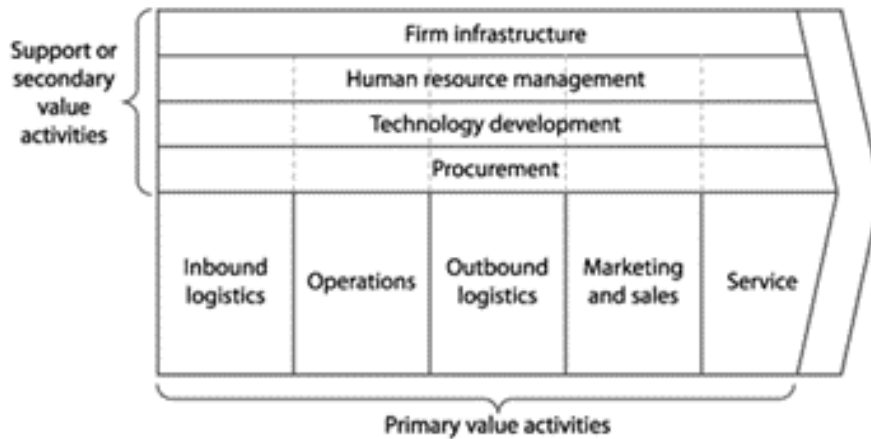 Support or
secondary
value
activities
Firm infrastructure
Human resource management
Technology development
Procurement
Inbound
logistics
Operations
Outbound
logistics
Marketing
and sales
Service
Primary value activities